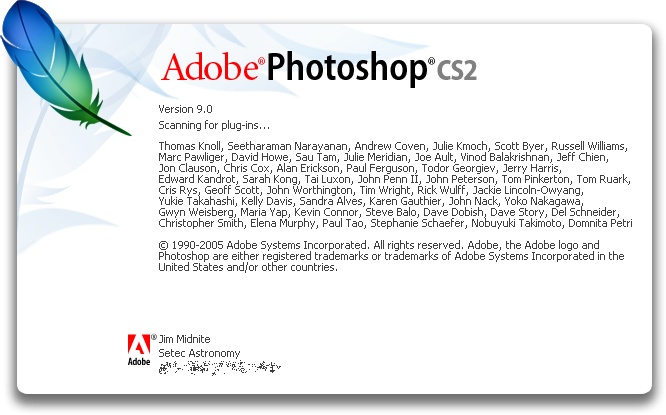 Adobe® Photoshop® CS2
Version 9.0
Scanning for plug-ins...
Thomas Knoll, Seetharaman Narayanan, Andrew Coven, Julie Kmoch, Scott Byer, Russell Williams,
Marc Pawliger, David Howe, Sau Tam, Julie Meridian, Joe Ault, Vinod Balakrishnan, Jeff Chien,
Jon Clauson, Chris Cox, Alan Erickson, Paul Ferguson, Todor Georgiev, Jerry Harris,
Edward Kandrot, Sarah Kong, Tai Luxon, John Penn II, John Peterson, Tom Pinkerton, Tom Ruark,
Cris Rys, Geoff Scott, John Worthington, Tim Wright, Rick Wulff, Jackie Lincoln-Owyang,
Yukie Takahashi, Kelly Davis, Sandra Alves, Karen Gauthier, John Nack, Yoko Nakagawa,
Gwyn Weisberg, Maria Yap, Kevin Connor, Steve Balo, Dave Dobish, Dave Story, Del Schneider,
Christopher Smith, Elena Murphy, Paul Tao, Stephanie Schaefer, Nobuyuki Takimoto, Domnita Petri
© 1990-2005 Adobe Systems Incorporated. All rights reserved. Adobe, the Adobe logo and
Photoshop are either registered trademarks or trademarks of Adobe Systems Incorporated in the
United States and/or other countries.
Adobe®
Jim Midnite
Setec Astronomy